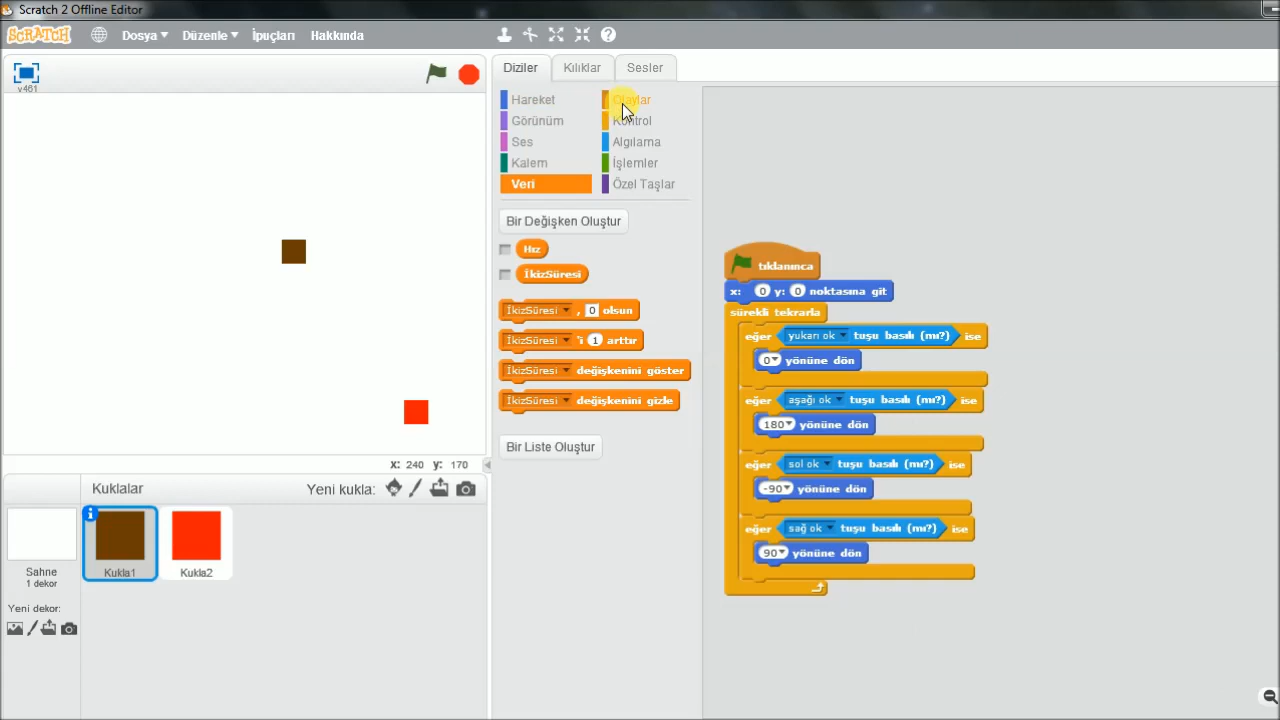 Scratch 2 Offline Editor
SCRATCH
Dosya
Düzenle
İpuçları
Hakkında
v461
Diziler
Kılıklar
Sesler
Hareket
Olaylar
Görünüm
Kontrol
Ses
Algılama
Kalem
İşlemler
Veri
Özel Taşlar
Bir Değişken Oluştur
Hız
İkizSüresi
İkizSüresi , 0 olsun
İkizSüresi 'i 1 arttır
İkizSüresi değişkenini göster
İkizSüresi değişkenini gizle
Bir Liste Oluştur
tıklanınca
x: 0 y: 0 noktasına git
sürekli tekrarla
eğer yukarı ok tuşu basılı (mı?) ise
0 yönüne dön
eğer aşağı ok tuşu basılı (mı?) ise
180 yönüne dön
eğer sol ok tuşu basılı (mı?) ise
-90 yönüne dön
eğer sağ ok tuşu basılı (mı?) ise
90 yönüne dön
x: 240 y: 170
Kuklalar
Yeni kukla:
Sahne
1 dekor
Yeni dekor:
Kukla1
Kukla2